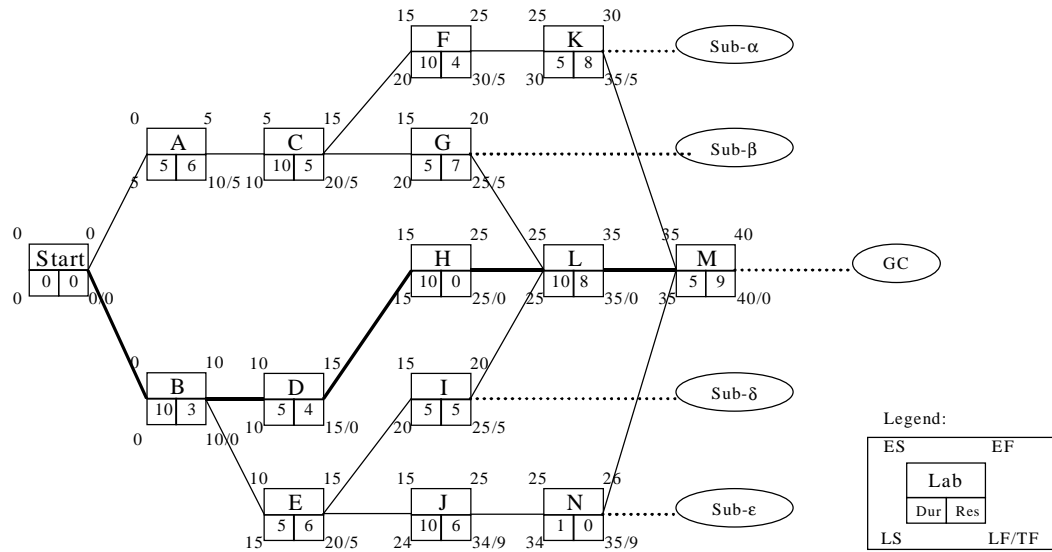 15 25 25 30
F K
10 4 5 8
20 30/5 30 35/5
Sub-α
0 5 5 15 15 20
A C G
5 6 10 5 5 7
5 10/5 10 20/5 20 25/5
Sub-β
0 0 15 25 25 35 35 40
Start H L M
0 0 10 0 10 8 5 9
0 0/0 15 25/0 25 35/0 35 40/0
GC
0 10 10 15 15 20
B D I
10 3 5 4 5 5
0 10/0 10 15/0 20 25/5
Sub-δ
10 15 15 25 25 26
E J N
5 6 10 6 1 0
15 20/5 24 34/9 34 35/9
Sub-ε
Legend:
ES EF
Lab
Dur Res
LS LF/TF